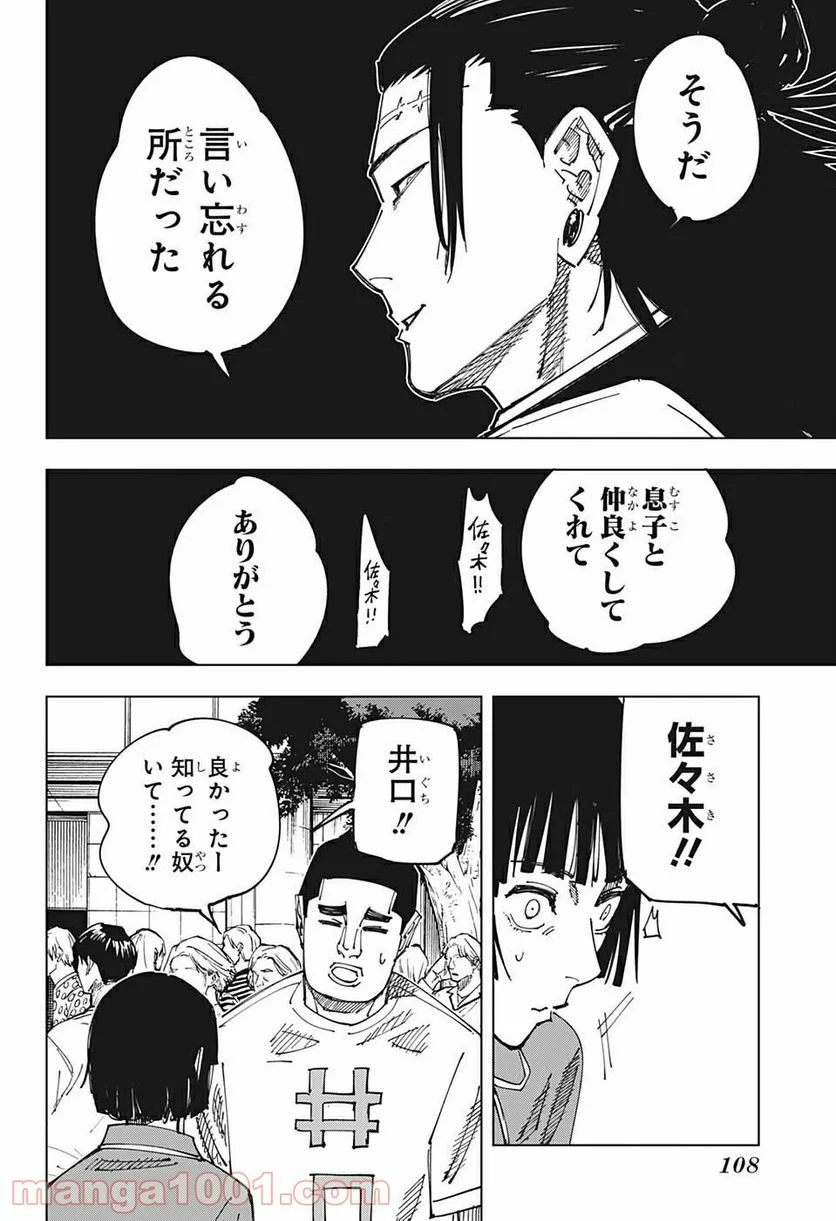 そうだ
言い忘れる
所だった
息子と
仲良くして
くれて
佐々木!!
佐々木!!
ありがとう
佐々木!!
井口!!
良かったー
知ってる奴
いて………!!
井
口
108
manga1001.com